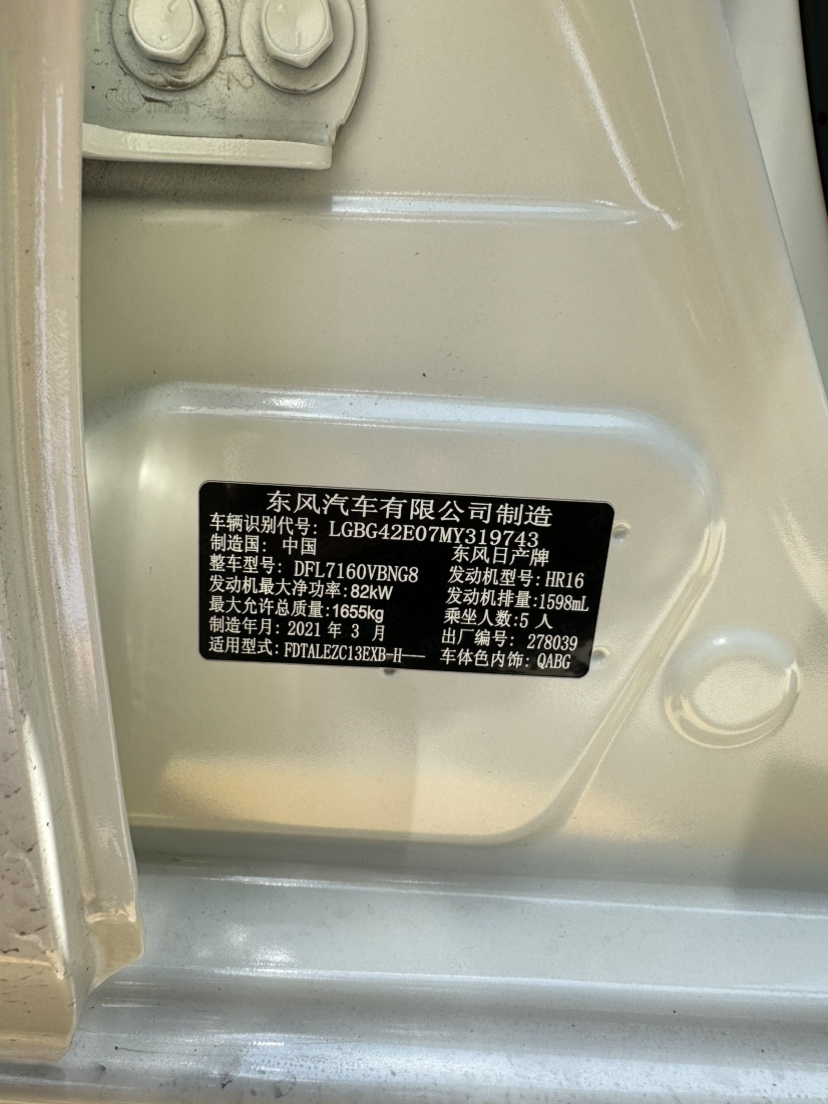 东风汽车有限公司制造
车辆识别代号: LGBG42E07MY319743
制造国: 中国 东风日产牌
整车型号: DFL7160VBNG8 发动机型号:HR16
发动机最大净功率:82kW 发动机排量:1598mL
最大允许总质量:1655kg 乘坐人数:5 人
制造年月: 2021 年 3 月 出厂编号: 278039
适用型式: FDTALEZC13EXB-H--- 车体色内饰: QABG